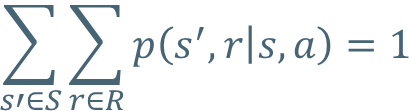 ∑_{s′∈S} ∑_{r∈R} p(s′, r|s, a) = 1